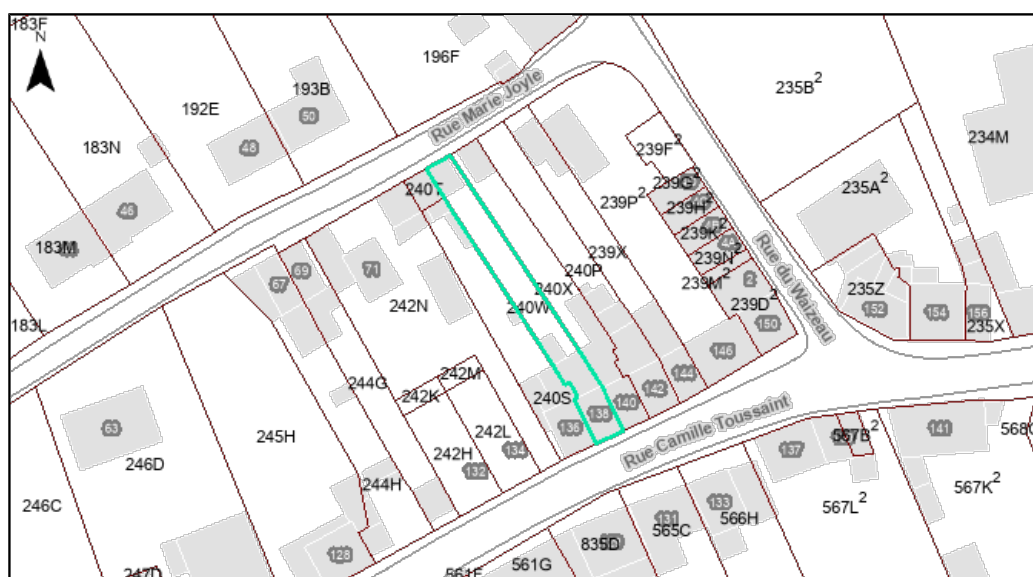 183F
N
196F
193B
50
192E
48
Rue Marie Joyle
235B²
234M
183N
239F²
239G²
235A²
240T
46
239P²
239H²
239K²
183M
239X
239N²
Rue du Waizeau
69
71
240P
67
239M²
2
240X
235Z
242N
240W
239D²
152
154
156
183L
150
235X
146
242M
144
244G
142
242K
240S
140
138
136
Rue Camille Toussaint
63
245H
242L
134
137
567B²
141
568C
246D
242H
132
246C
244H
133
567L²
567K²
131
566H
565C
128
835D
561G
247D
561F